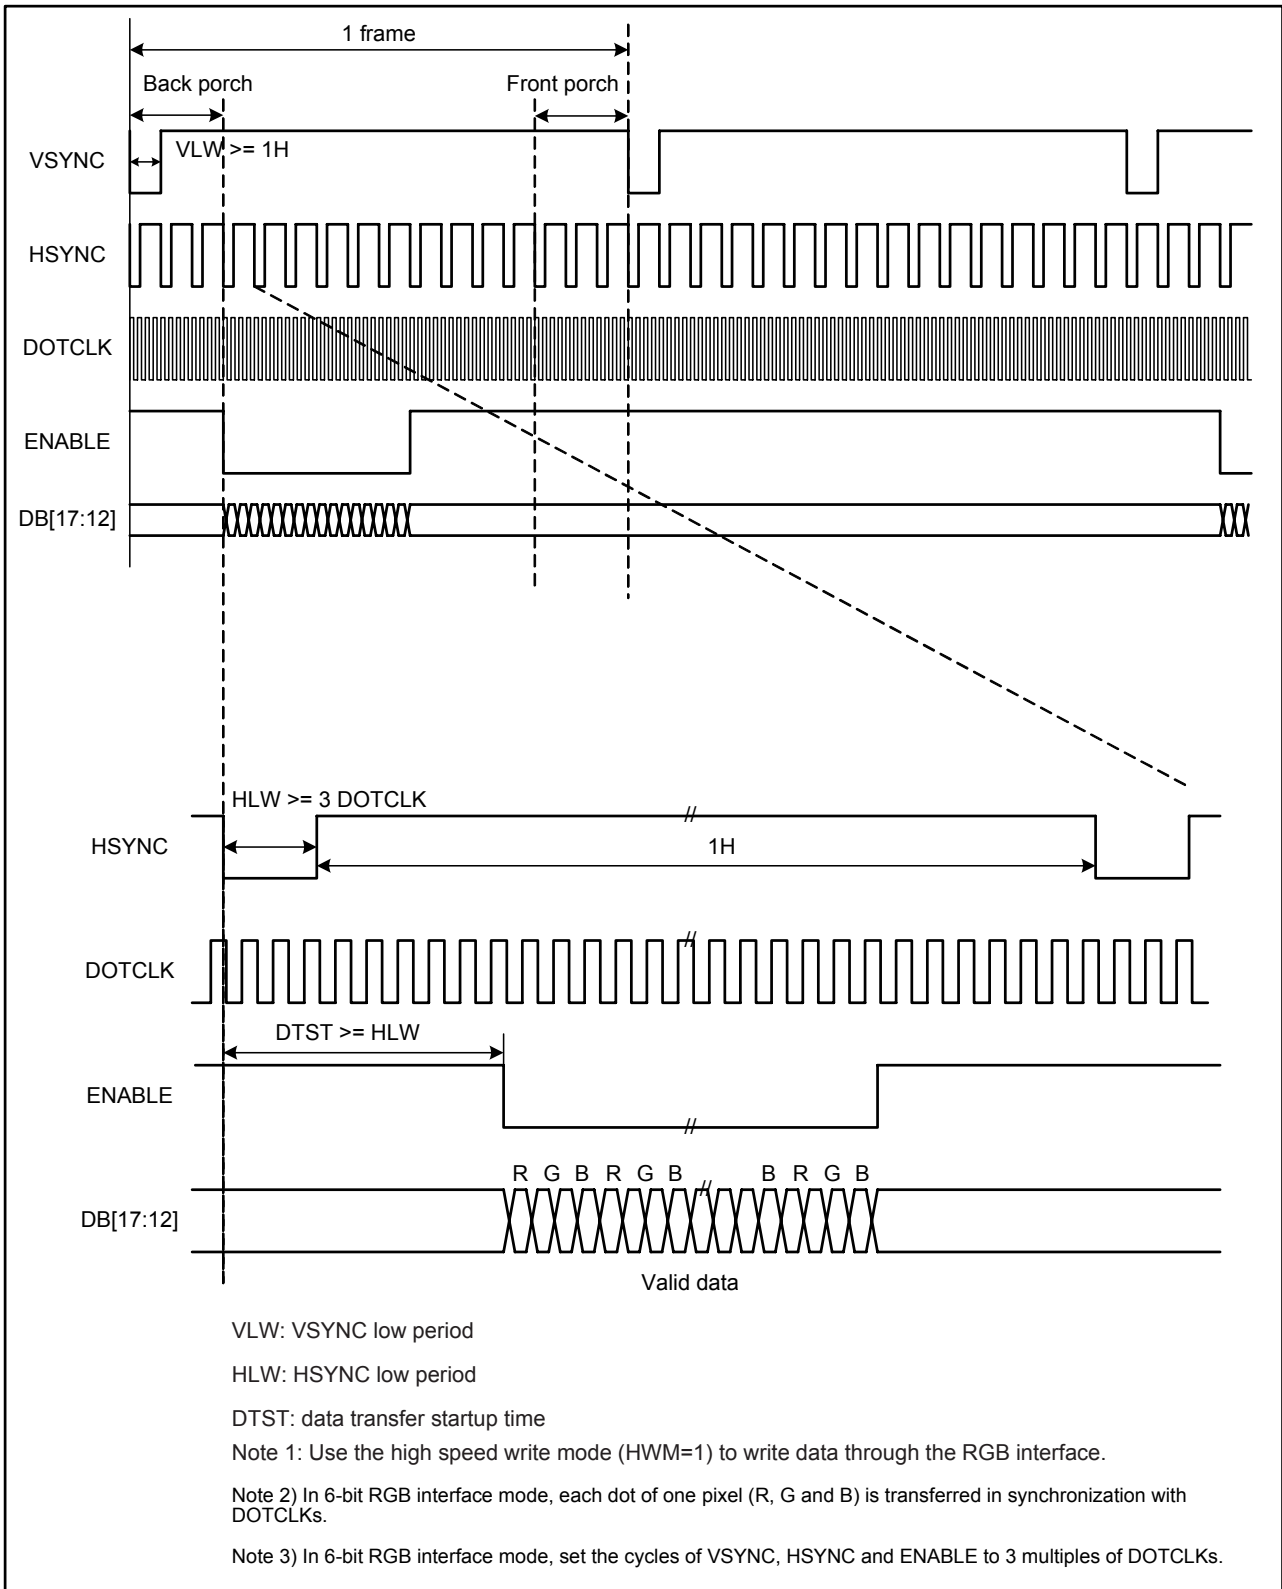 1 frame
Back porch
Front porch
VLW >= 1H
VSYNC
HSYNC
DOTCLK
ENABLE
DB[17:12]
HLW >= 3 DOTCLK
//
HSYNC
1H
//
DOTCLK
DTST >= HLW
ENABLE
//
R G B R G B B R G B
//
DB[17:12]
Valid data
VLW: VSYNC low period
HLW: HSYNC low period
DTST: data transfer startup time
Note 1: Use the high speed write mode (HWM=1) to write data through the RGB interface.
Note 2) In 6-bit RGB interface mode, each dot of one pixel (R, G and B) is transferred in synchronization with
DOTCLKs.
Note 3) In 6-bit RGB interface mode, set the cycles of VSYNC, HSYNC and ENABLE to 3 multiples of DOTCLKs.